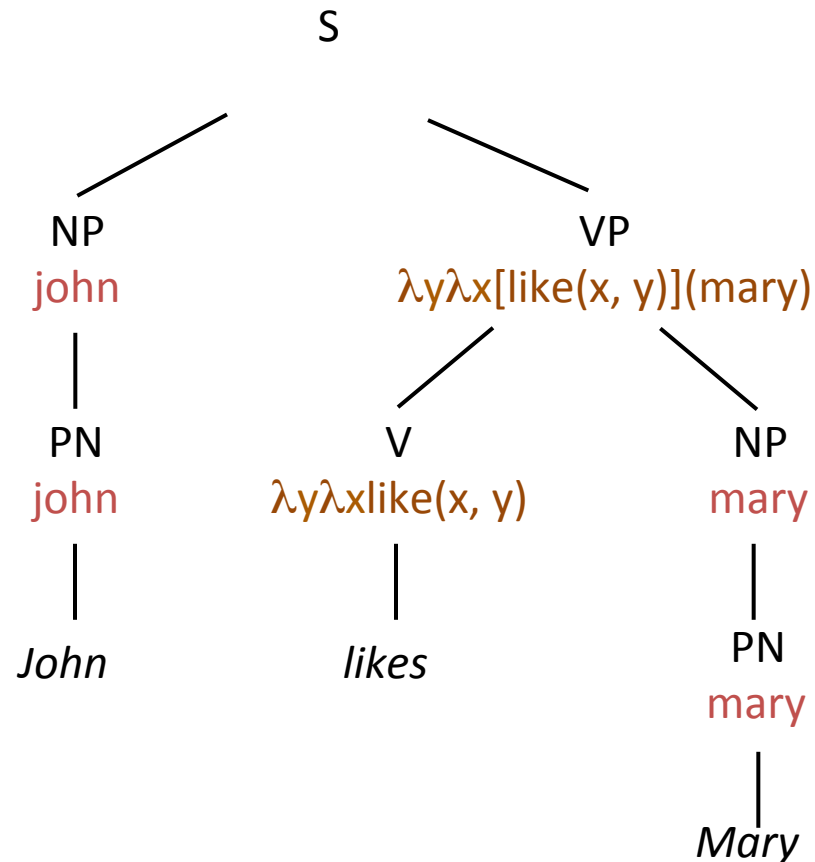 S
NP VP
john λyλx[like(x, y)](mary)
PN V NP
john λyλxlike(x, y) mary
John likes PN
mary
Mary